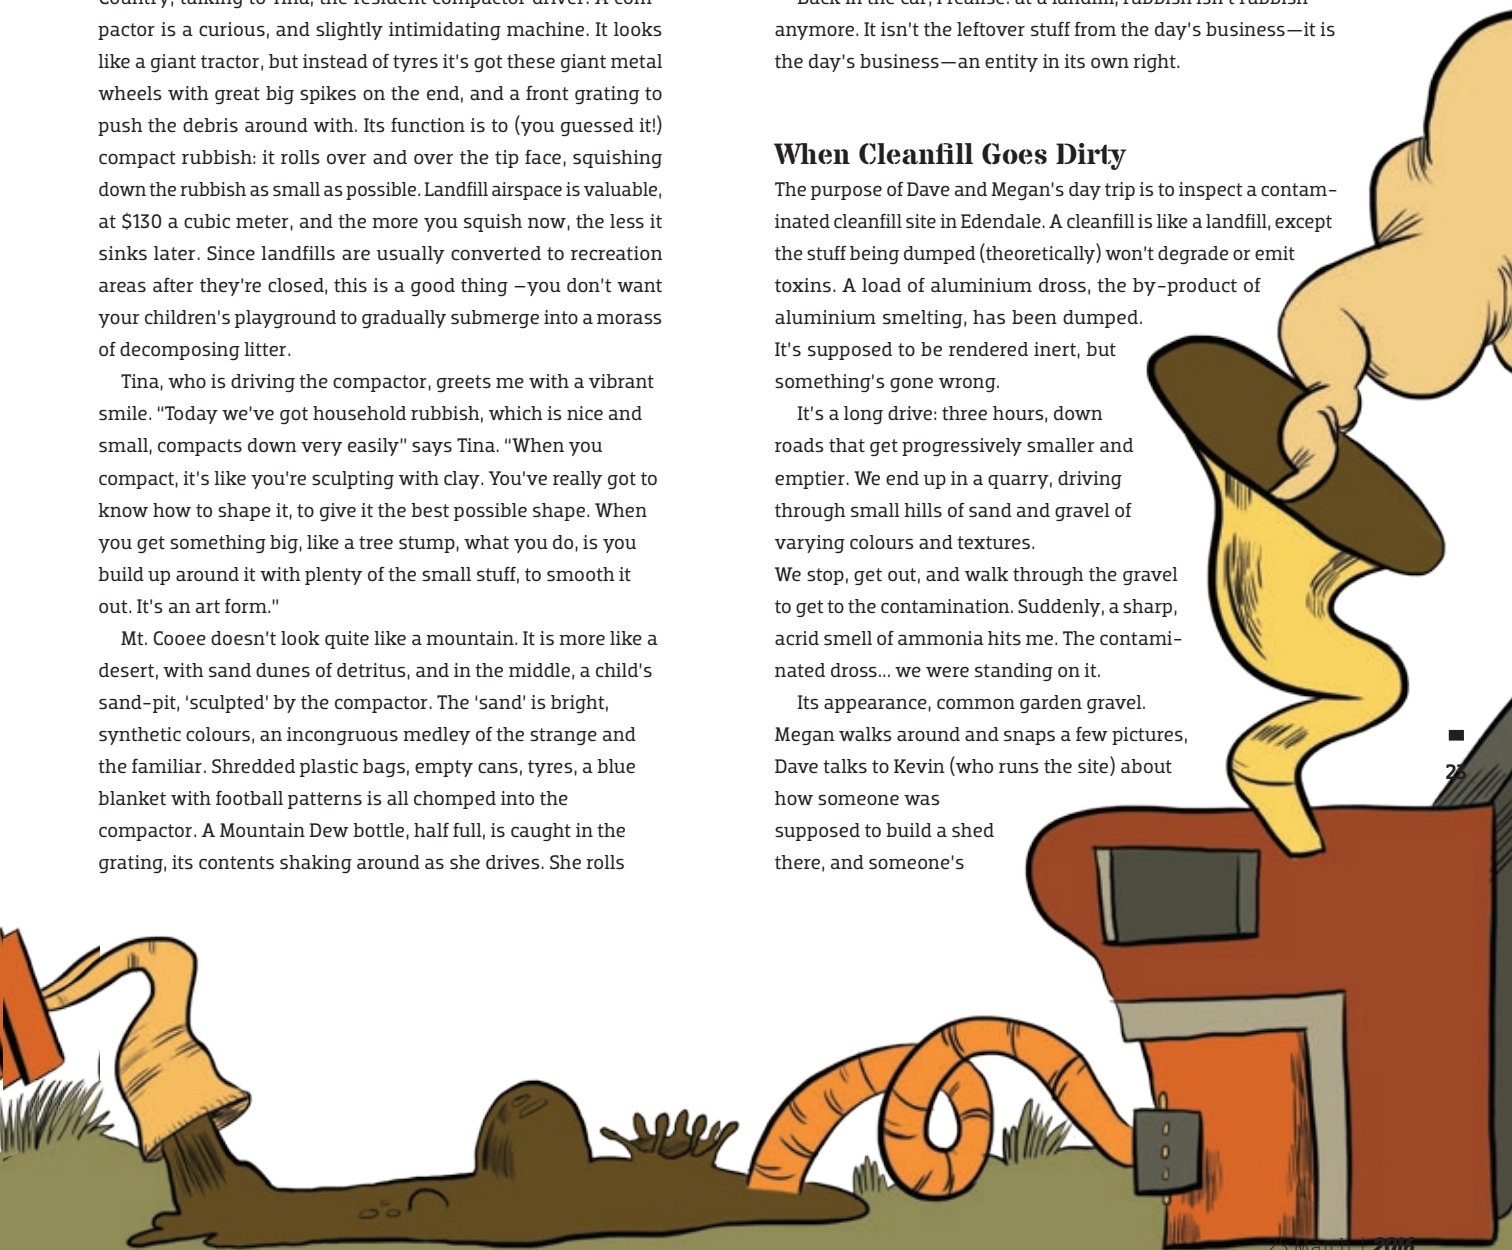 Country, talking to Tina, the resident compactor driver. A com-
pactor is a curious, and slightly intimidating machine. It looks
like a giant tractor, but instead of tyres it's got these giant metal
wheels with great big spikes on the end, and a front grating to
push the debris around with. Its function is to (you guessed it!)
compact rubbish: it rolls over and over the tip face, squishing
down the rubbish as small as possible. Landfill airspace is valuable,
at $130 a cubic meter, and the more you squish now, the less it
sinks later. Since landfills are usually converted to recreation
areas after they're closed, this is a good thing –you don't want
your children's playground to gradually submerge into a morass
of decomposing litter.
Tina, who is driving the compactor, greets me with a vibrant
smile. "Today we've got household rubbish, which is nice and
small, compacts down very easily" says Tina. "When you
compact, it's like you're sculpting with clay. You've really got to
know how to shape it, to give it the best possible shape. When
you get something big, like a tree stump, what you do, is you
build up around it with plenty of the small stuff, to smooth it
out. It's an art form."
Mt. Cooee doesn't look quite like a mountain. It is more like a
desert, with sand dunes of detritus, and in the middle, a child's
sand-pit, 'sculpted' by the compactor. The 'sand' is bright,
synthetic colours, an incongruous medley of the strange and
the familiar. Shredded plastic bags, empty cans, tyres, a blue
blanket with football patterns is all chomped into the
compactor. A Mountain Dew bottle, half full, is caught in the
grating, its contents shaking around as she drives. She rolls
Back in the car, I realise: at a landfill, rubbish isn't rubbish
anymore. It isn't the leftover stuff from the day's business—it is
the day's business—an entity in its own right.
When Cleanfill Goes Dirty
The purpose of Dave and Megan's day trip is to inspect a contam-
inated cleanfill site in Edendale. A cleanfill is like a landfill, except
the stuff being dumped (theoretically) won't degrade or emit
toxins. A load of aluminium dross, the by-product of
aluminium smelting, has been dumped.
It's supposed to be rendered inert, but
something's gone wrong.
It's a long drive: three hours, down
roads that get progressively smaller and
emptier. We end up in a quarry, driving
through small hills of sand and gravel of
varying colours and textures.
We stop, get out, and walk through the gravel
to get to the contamination. Suddenly, a sharp,
acrid smell of ammonia hits me. The contami-
nated dross... we were standing on it.
Its appearance, common garden gravel.
Megan walks around and snaps a few pictures,
Dave talks to Kevin (who runs the site) about
how someone was
supposed to build a shed
there, and someone's
23